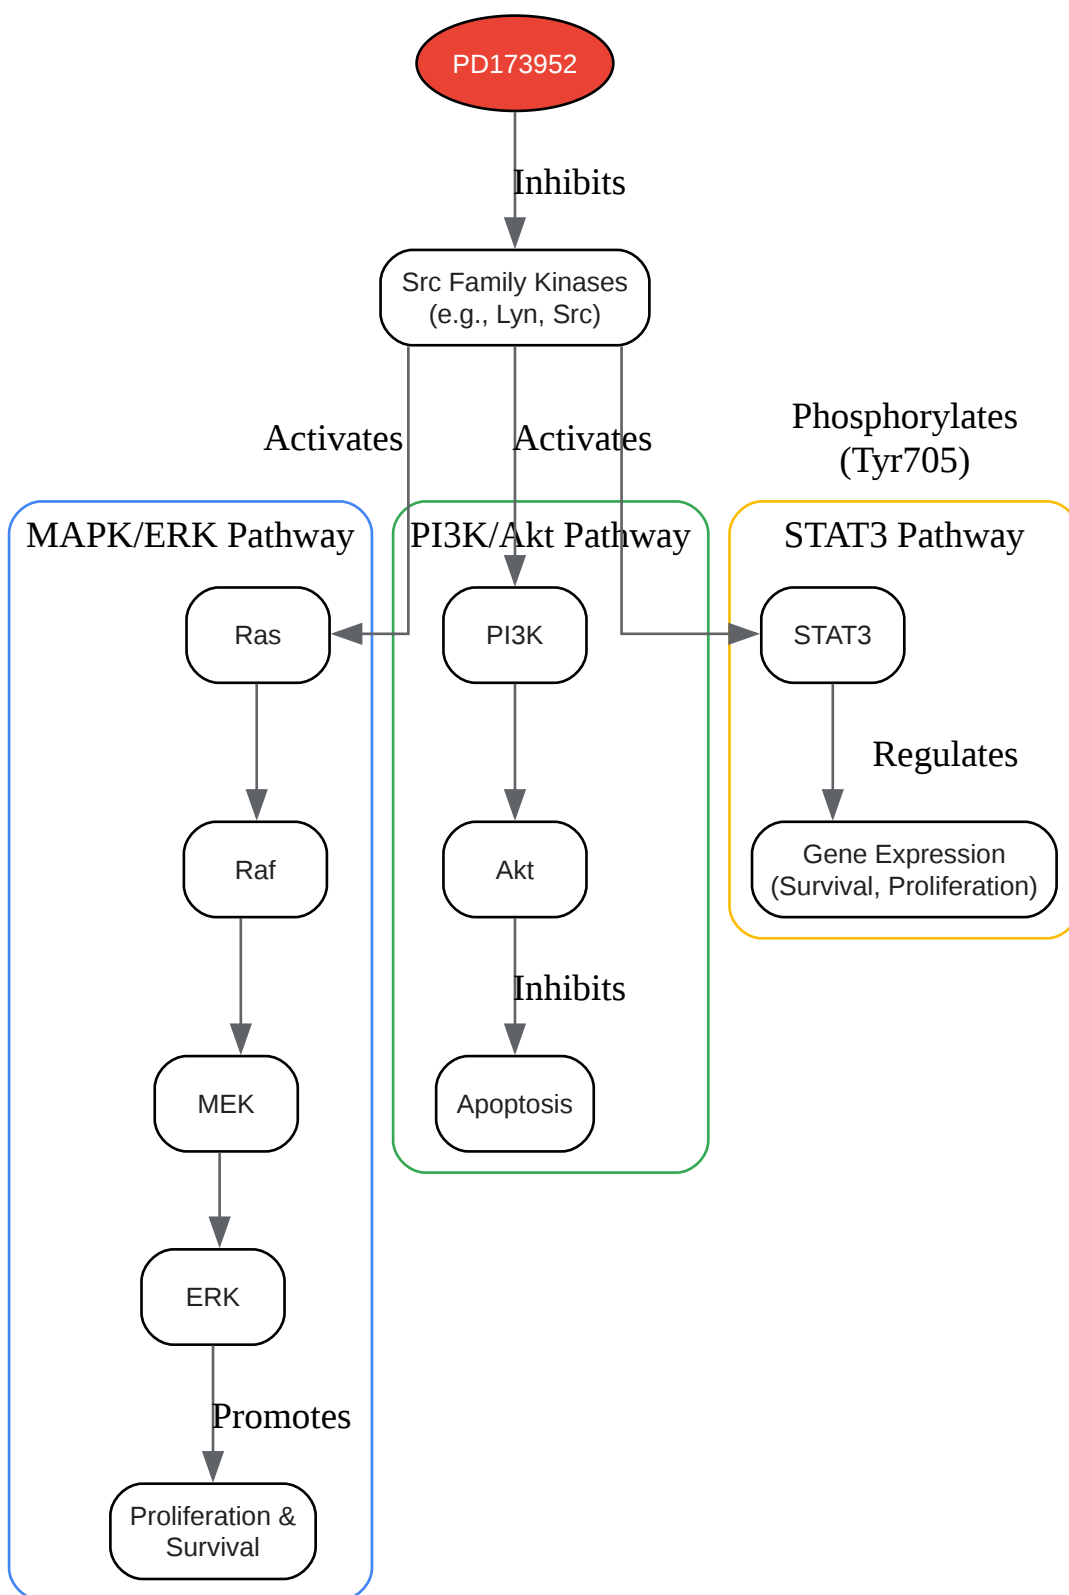 PD173952
Inhibits
Src Family Kinases
(e.g., Lyn, Src)
Activates
Activates
Phosphorylates
(Tyr705)
MAPK/ERK Pathway
PI3K/Akt Pathway
STAT3 Pathway
Ras
PI3K
STAT3
Regulates
Raf
Akt
Gene Expression
(Survival, Proliferation)
Inhibits
MEK
Apoptosis
ERK
Promotes
Proliferation &
Survival